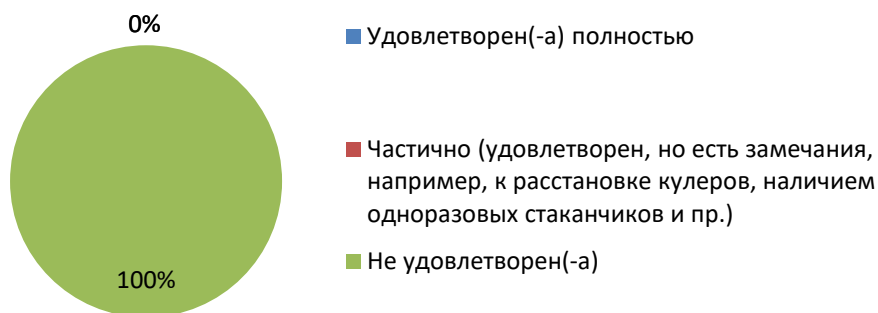 0%
100%
Удовлетворен(-а) полностью
Частично (удовлетворен, но есть замечания,
например, к расстановке кулеров, наличием
одноразовых стаканчиков и пр.)
Не удовлетворен(-а)